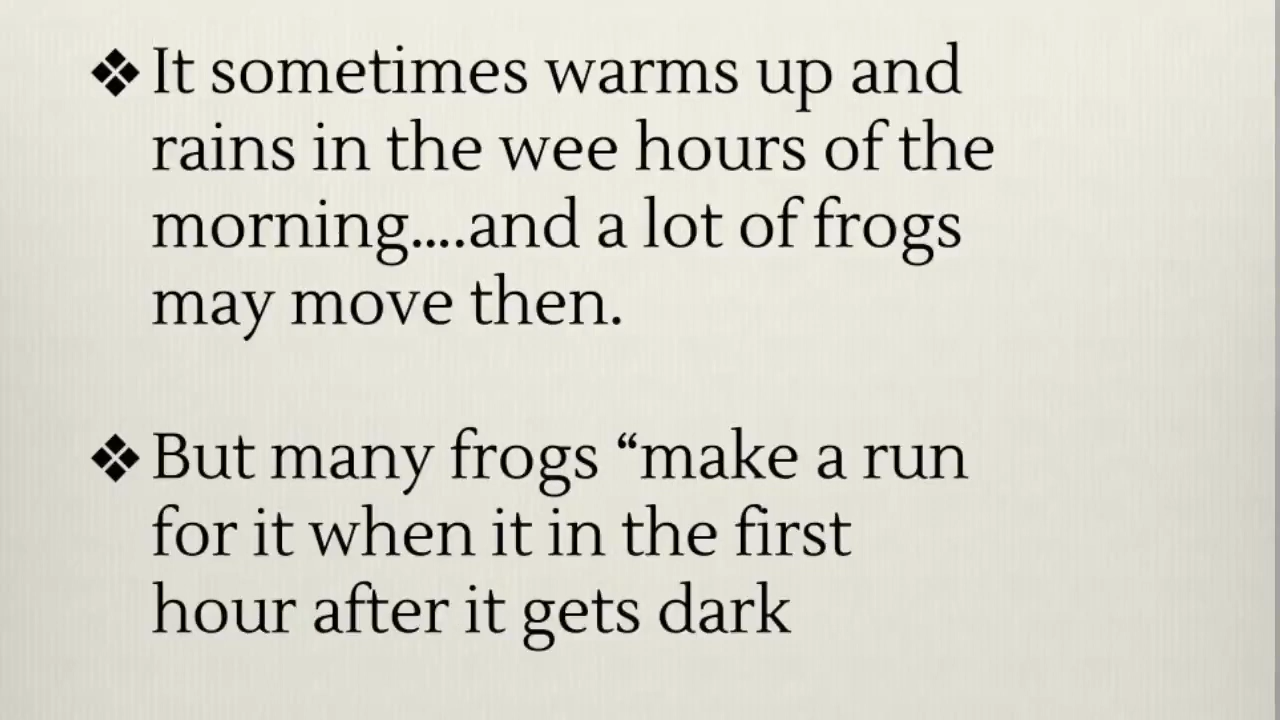 ❖ It sometimes warms up and
rains in the wee hours of the
morning....and a lot of frogs
may move then.
❖ But many frogs “make a run
for it when it in the first
hour after it gets dark